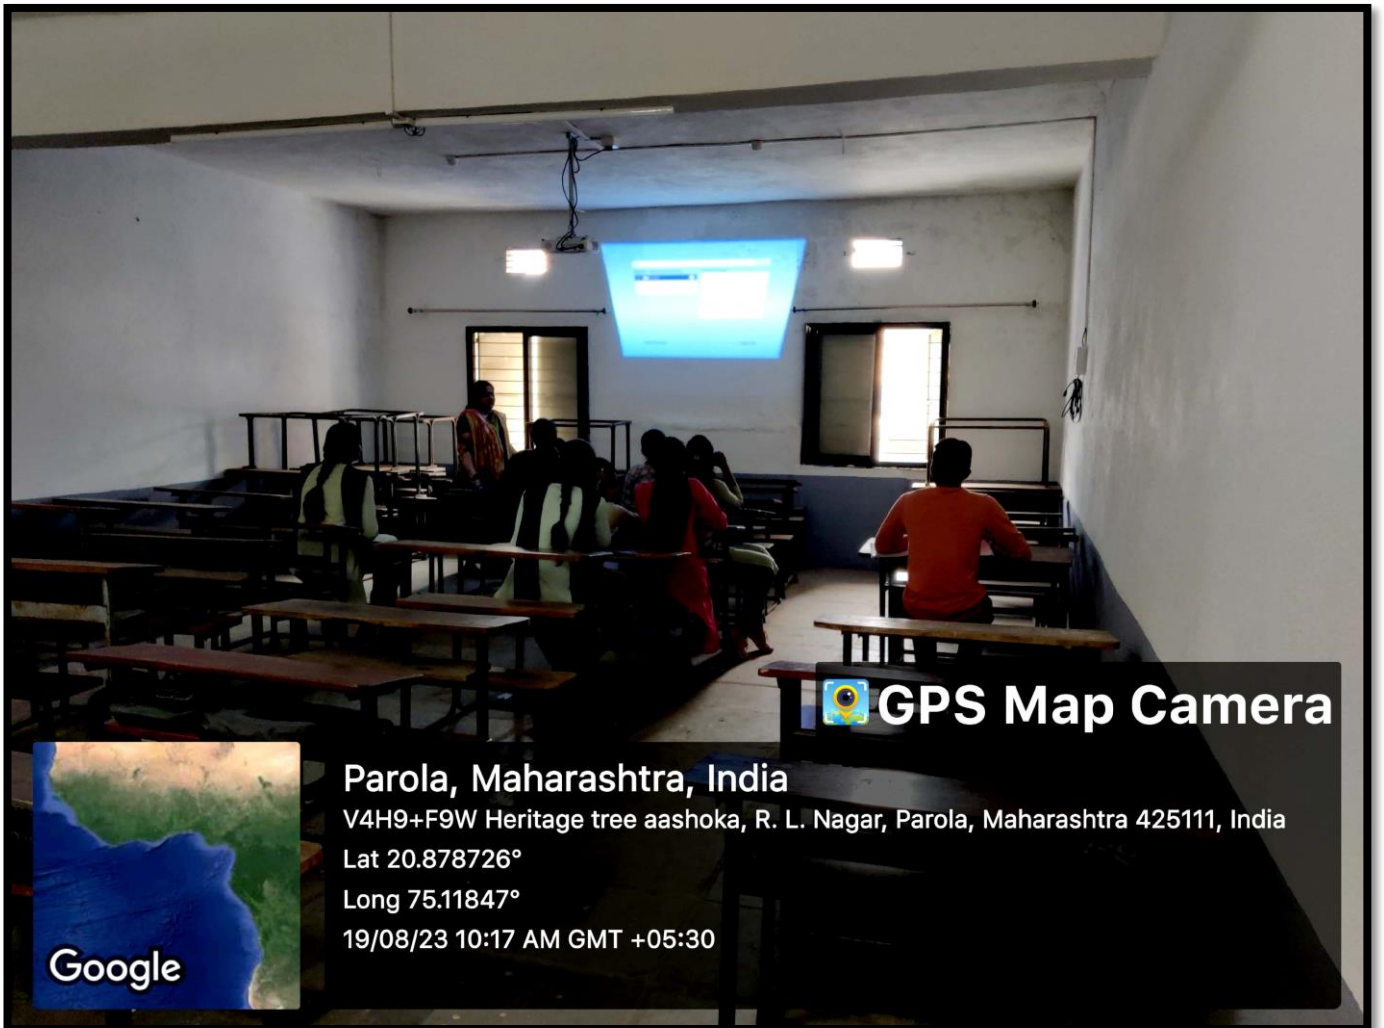 GPS Map Camera
Parola, Maharashtra, India
V4H9+F9W Heritage tree aashoka, R. L. Nagar, Parola, Maharashtra 425111, India
Lat 20.878726°
Long 75.11847°
19/08/23 10:17 AM GMT +05:30
Google